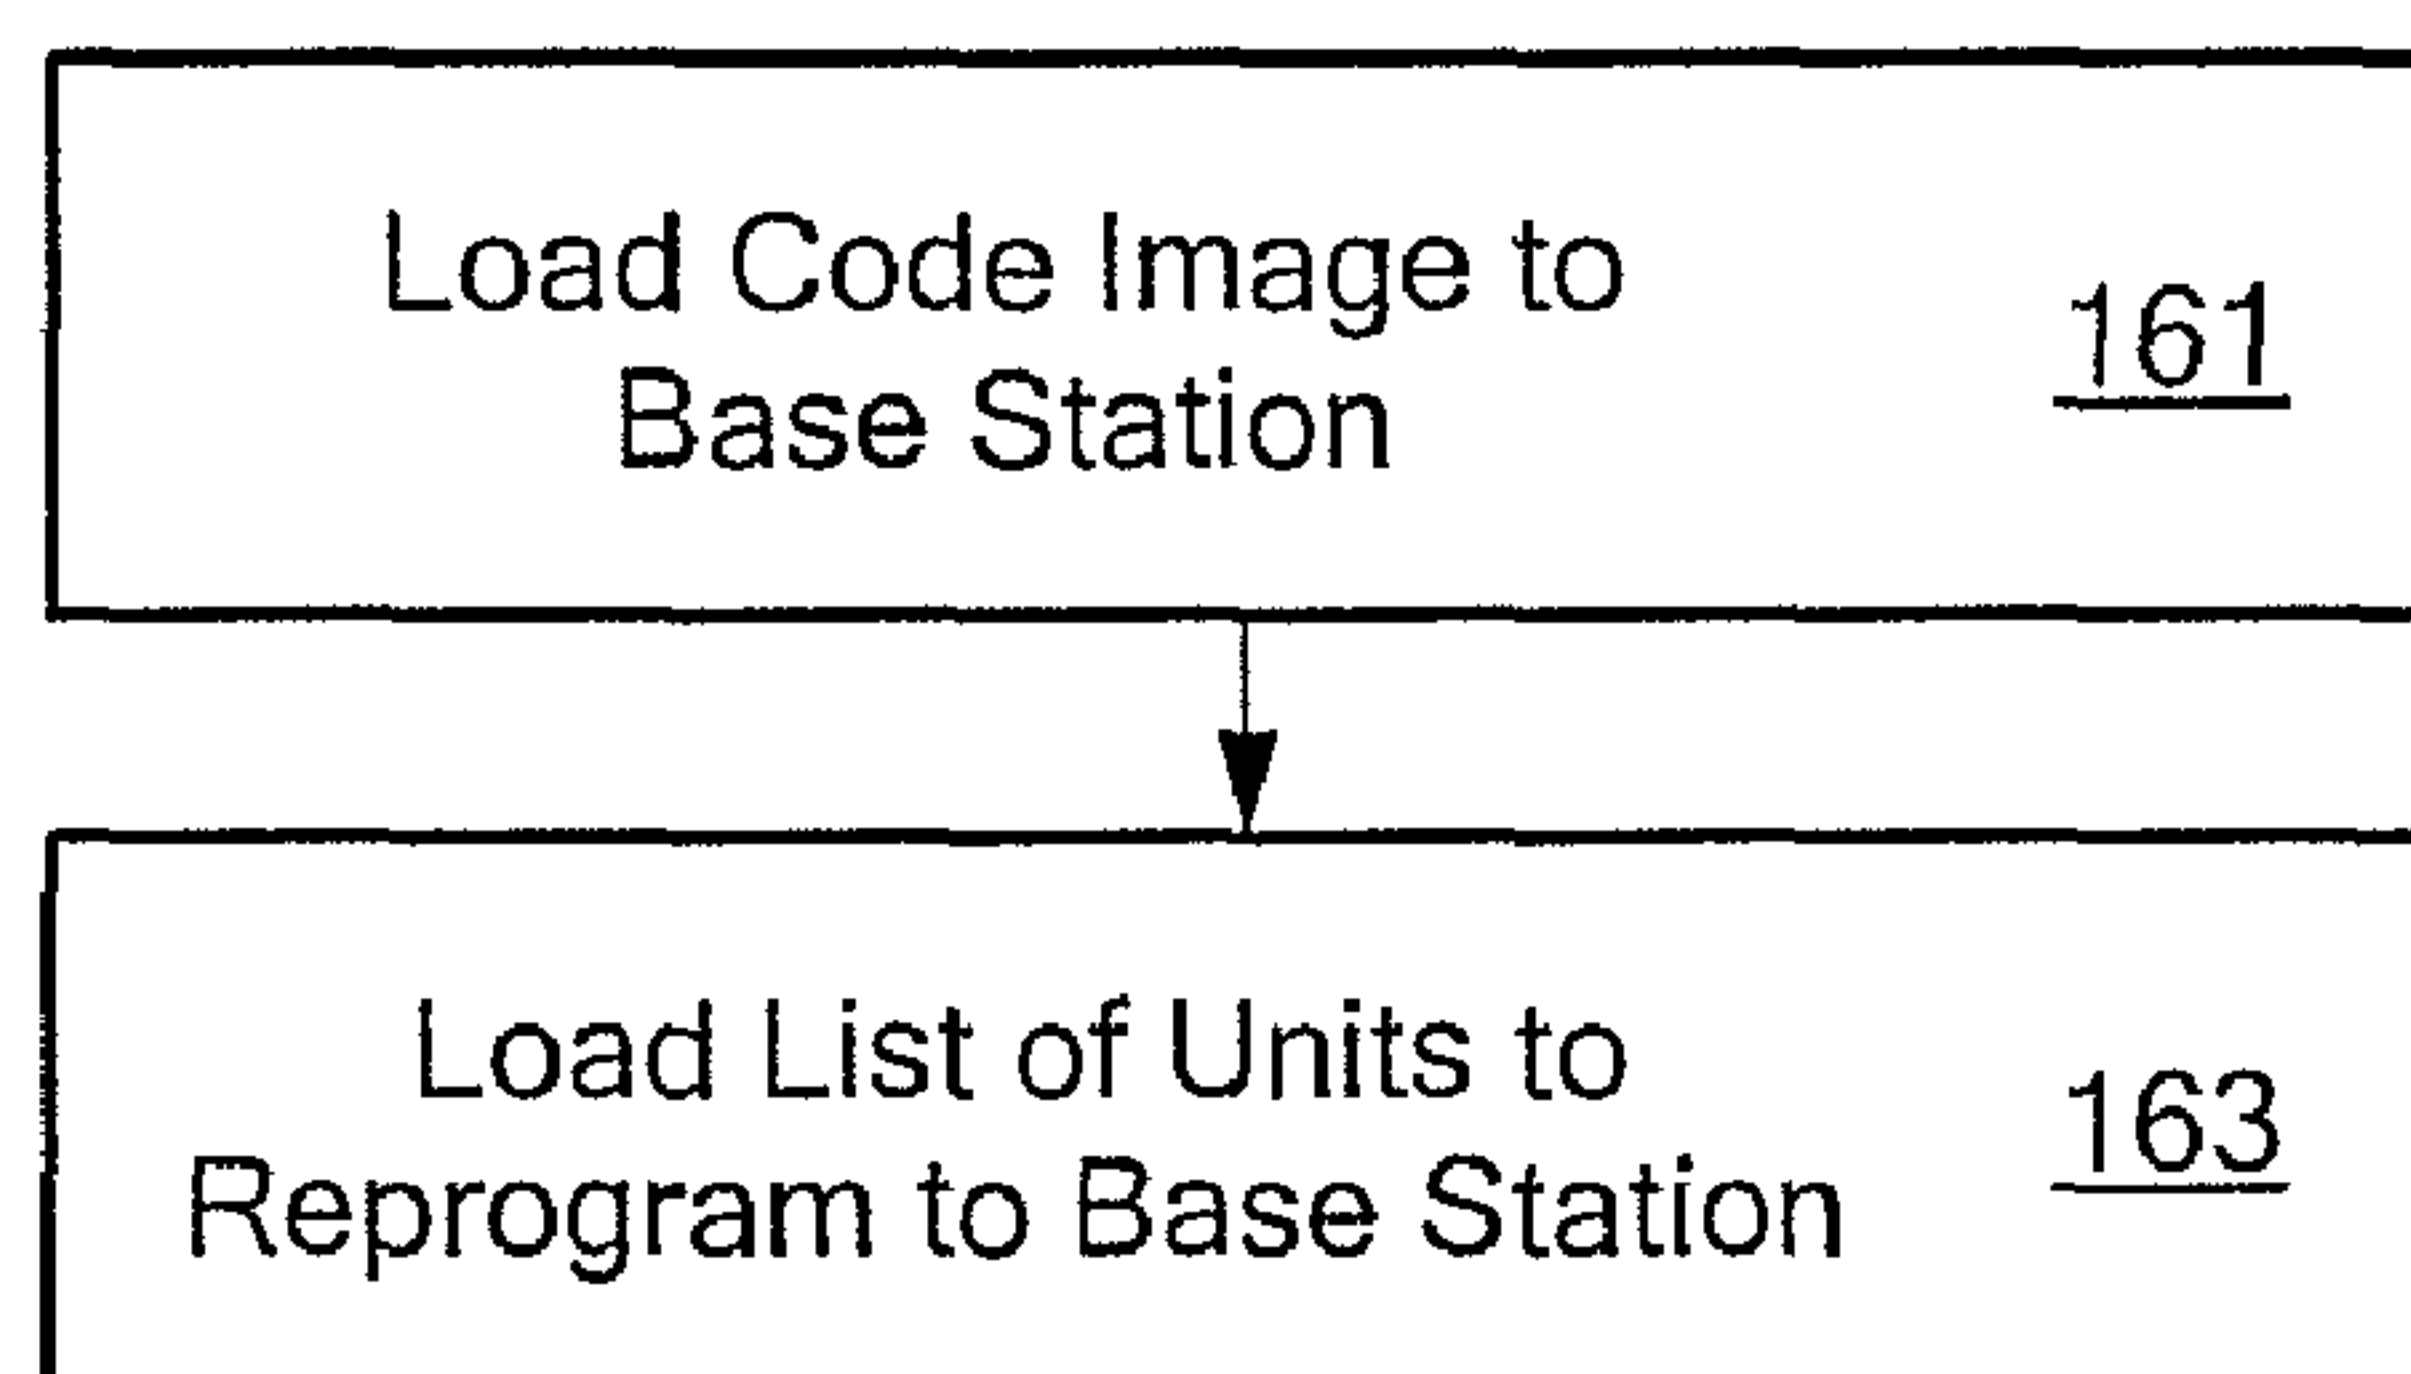 Load Code Image to
Base Station
161
Load List of Units to
Reprogram to Base Station
163